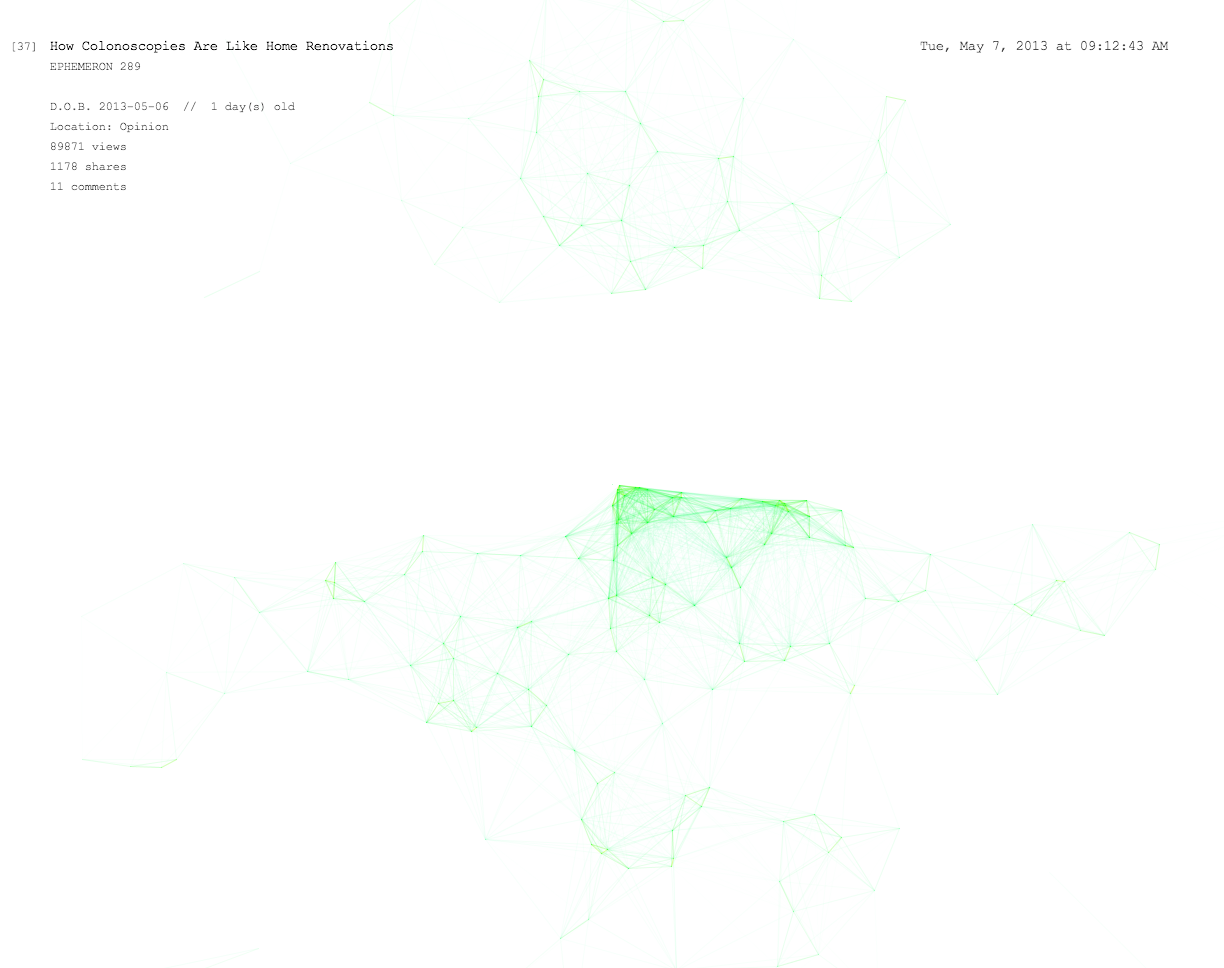 [37] How Colonoscopies Are Like Home Renovations
Tue, May 7, 2013 at 09:12:43 AM
EPHEMERON 289
D.O.B. 2013-05-06 // 1 day(s) old
Location: Opinion
89871 views
1178 shares
11 comments